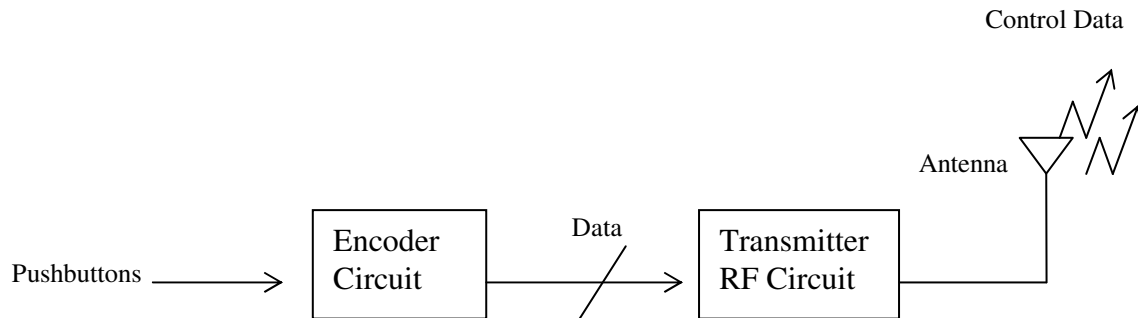 Control Data
Antenna
Pushbuttons
Encoder
Circuit
Data
Transmitter
RF Circuit